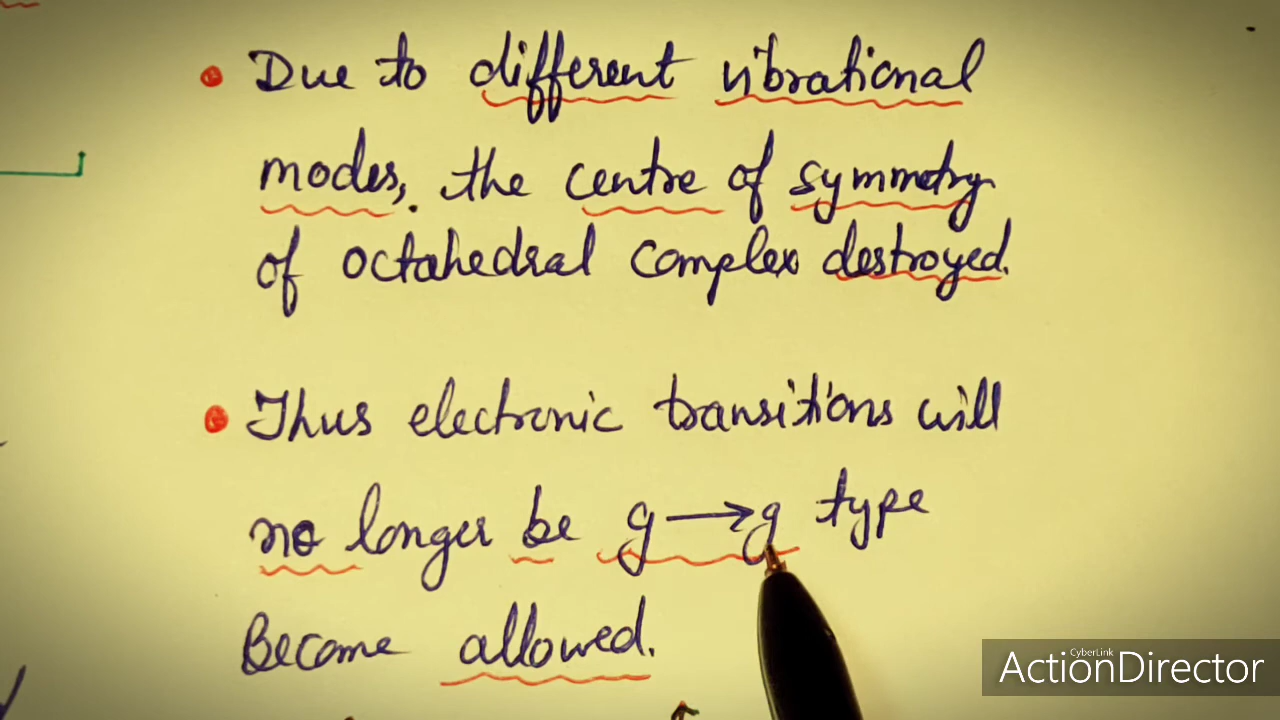 Due to different vibrational
modes, the centre of symmetry
of octahedral complex destroyed.
Thus electronic transitions will
no longer be g → g type
Become allowed.
CyberLink
ActionDirector